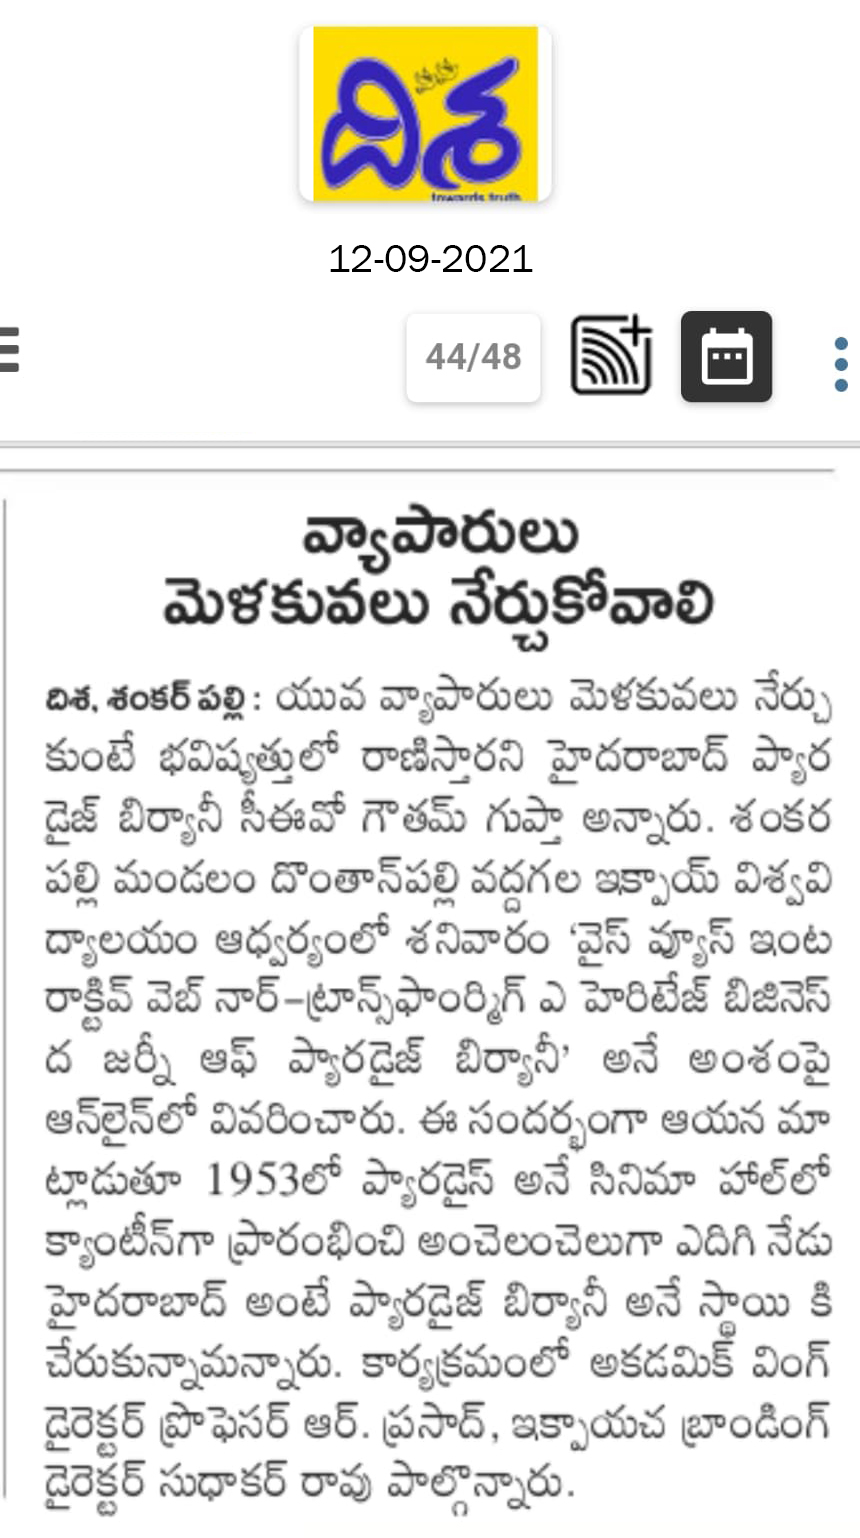 దిశ
towards truth
12-09-2021
44/48
వ్యాపారులు
మెళకువలు నేర్చుకోవాలి
దిశ, శంకర్ పల్లి : యువ వ్యాపారులు మెళకువలు నేర్చు
కుంటే భవిష్యత్తులో రాణిస్తారని హైదరాబాద్ ప్యార
డైజ్ బిర్యానీ సీఈవో గౌతమ్ గుప్తా అన్నారు. శంకర
పల్లి మండలం దొంతాన్‌పల్లి వద్దగల ఇక్ఫాయ్ విశ్వవి
ద్యాలయం ఆధ్వర్యంలో శనివారం ‘వైస్ వ్యూస్ ఇంట
రాక్టివ్ వెబ్ నార్–ట్రాన్స్‌ఫాంర్మిగ్ ఎ హెరిటేజ్ బిజినెస్
ద జర్నీ ఆఫ్ ప్యారడైజ్ బిర్యానీ’ అనే అంశంపై
ఆన్‌లైన్‌లో వివరించారు. ఈ సందర్భంగా ఆయన మా
ట్లాడుతూ 1953లో ప్యారడైస్ అనే సినిమా హాల్‌లో
క్యాంటీన్‌గా ప్రారంభించి అంచెలంచెలుగా ఎదిగి నేడు
హైదరాబాద్ అంటే ప్యారడైజ్ బిర్యానీ అనే స్థాయి కి
చేరుకున్నామన్నారు. కార్యక్రమంలో అకడమిక్ వింగ్
డైరెక్టర్ ప్రొఫెసర్ ఆర్. ప్రసాద్, ఇక్ఫాయచ బ్రాండింగ్
డైరెక్టర్ సుధాకర్ రావు పాల్గొన్నారు.